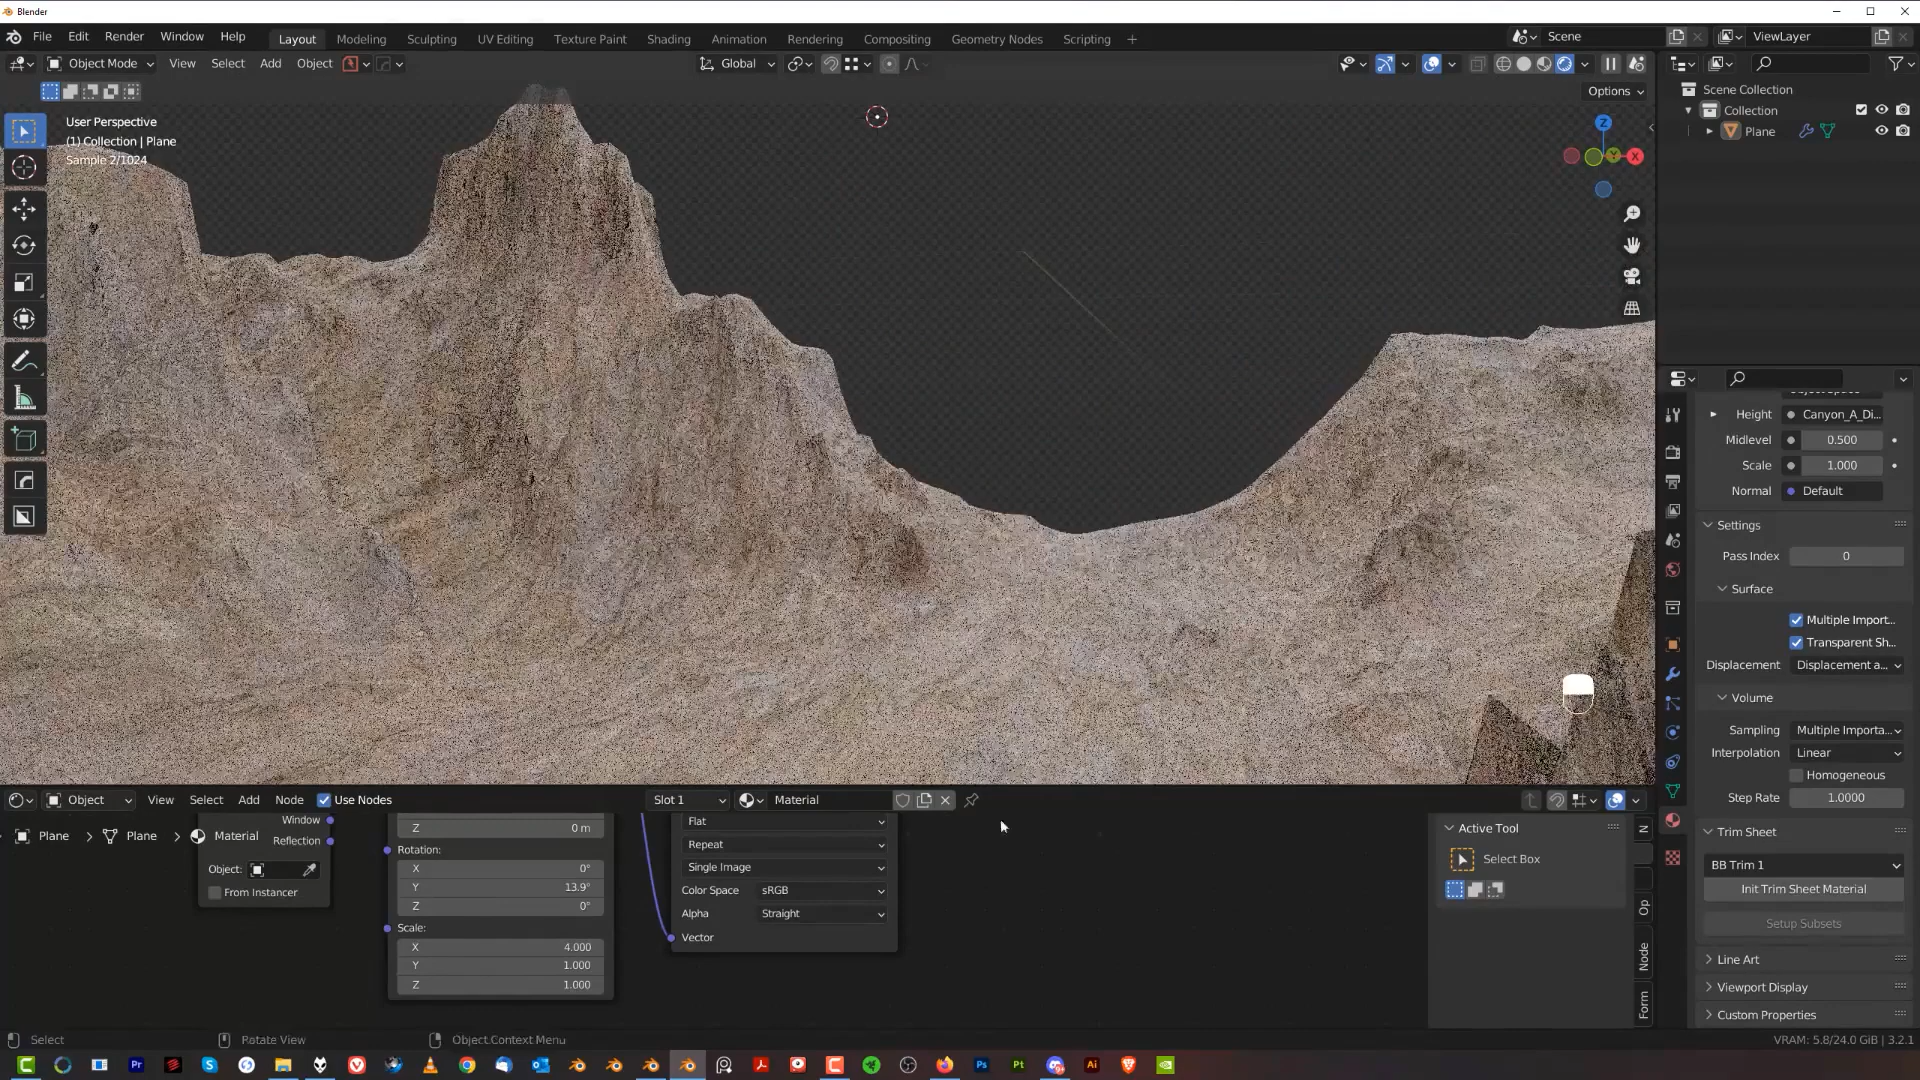 Blender
File Edit Render Window Help Layout Modeling Sculpting UV Editing Texture Paint Shading Animation Rendering Compositing Geometry Nodes Scripting + Scene ViewLayer
Object Mode View Select Add Object Global
Options
User Perspective
(1) Collection | Plane
Sample 2/1024
Z
Y
X
Scene Collection
Collection
Plane
Height Canyon_A_Di...
Midlevel 0.500
Scale 1.000
Normal Default
Settings
Pass Index 0
Surface
Multiple Import...
Transparent Sh...
Displacement Displacement a...
Volume
Sampling Multiple Importa...
Interpolation Linear
Homogeneous
Step Rate 1.0000
Trim Sheet
BB Trim 1
Init Trim Sheet Material
Setup Subsets
Line Art
Viewport Display
Custom Properties
Object View Select Add Node Use Nodes Slot 1 Material
Plane Plane Material
Window
Reflection
Object:
From Instancer
Z 0 m
Rotation:
X 0°
Y 13.9°
Z 0°
Scale:
X 4.000
Y 1.000
Z 1.000
Flat
Repeat
Single Image
Color Space sRGB
Alpha Straight
Vector
Active Tool
Select Box
N
Op
Node
Form
Select Rotate View Object Context Menu VRAM: 5.8/24.0 GiB | 3.2.1
Pr S Ps Pt Ai